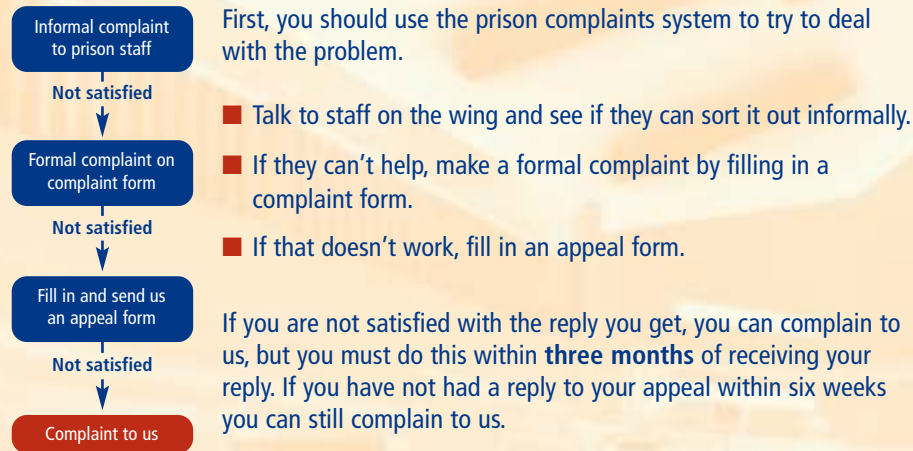 Informal complaint
to prison staff
Not satisfied
Formal complaint on
complaint form
Not satisfied
Fill in and send us
an appeal form
Not satisfied
Complaint to us
First, you should use the prison complaints system to try to deal
with the problem.
■ Talk to staff on the wing and see if they can sort it out informally.
■ If they can’t help, make a formal complaint by filling in a
complaint form.
■ If that doesn’t work, fill in an appeal form.
If you are not satisfied with the reply you get, you can complain to
us, but you must do this within three months of receiving your
reply. If you have not had a reply to your appeal within six weeks
you can still complain to us.